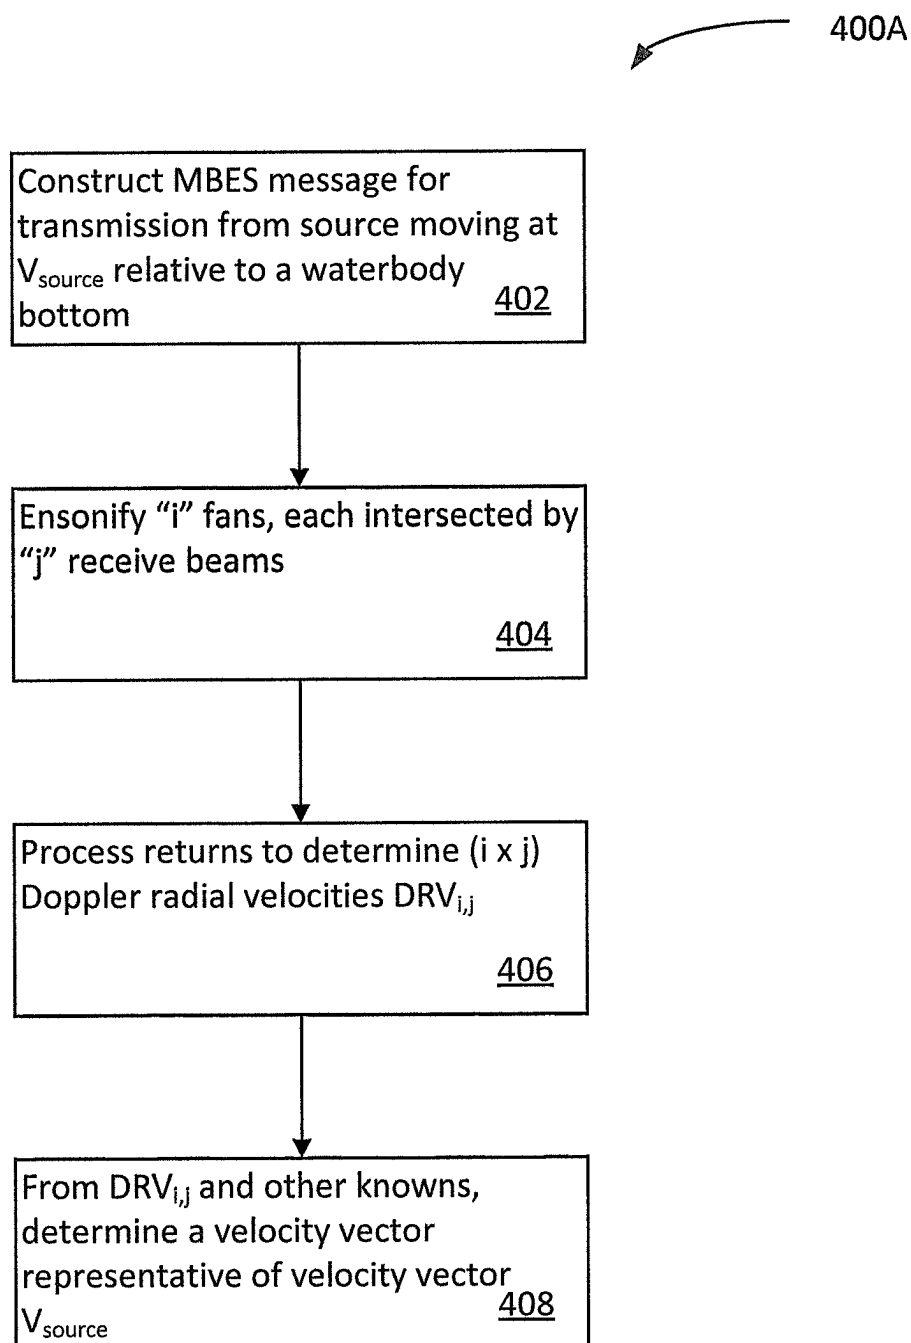 400A
Construct MBES message for
transmission from source moving at
Vsource relative to a waterbody
bottom
402
Ensonify “i” fans, each intersected by
“j” receive beams
404
Process returns to determine (i x j)
Doppler radial velocities DRVi,j
406
From DRVi,j and other knowns,
determine a velocity vector
representative of velocity vector
Vsource
408